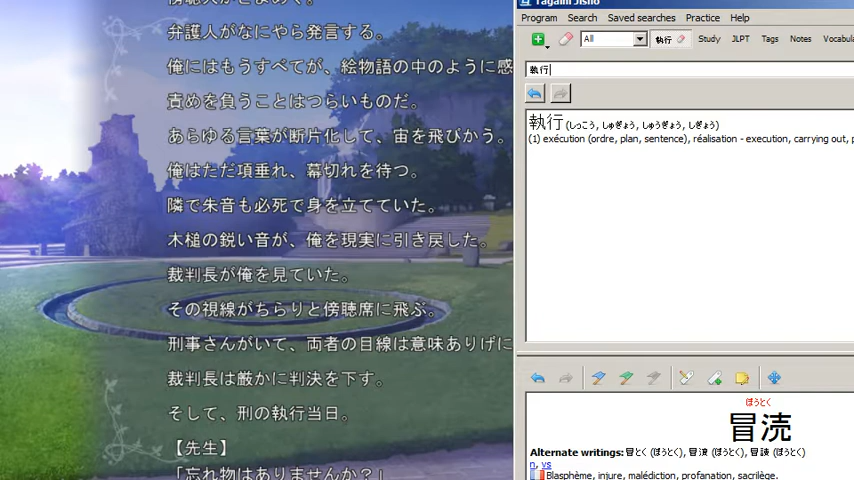 弁護人がなにやら発言する。
俺にはもうすべてが、絵物語の中のように感
責めを負うことはつらいものだ。
あらゆる言葉が断片化して、宙を飛びかう。
俺はただ項垂れ、幕切れを待つ。
隣で朱音も必死で身を立てていた。
木槌の鋭い音が、俺を現実に引き戻した。
裁判長が俺を見ていた。
その視線がちらりと傍聴席に飛ぶ。
刑事さんがいて、両者の目線は意味ありげに
裁判長は厳かに判決を下す。
そして、刑の執行当日。
【先生】
「忘れ物はありませんか？」
Tagaini Jisho
Program Search Saved searches Practice Help
All 執行 Study JLPT Tags Notes Vocabula
執行
執行 (しっこう, しゅぎょう, しゅうぎょう, しぎょう)
(1) exécution (ordre, plan, sentence), réalisation - execution, carrying out, p
ぼうとく
冒涜
Alternate writings: 冒とく (ぼうとく), 冒瀆 (ぼうとく), 冒讟 (ぼうとく)
n, vs
Blasphème, injure, malédiction, profanation, sacrilège.